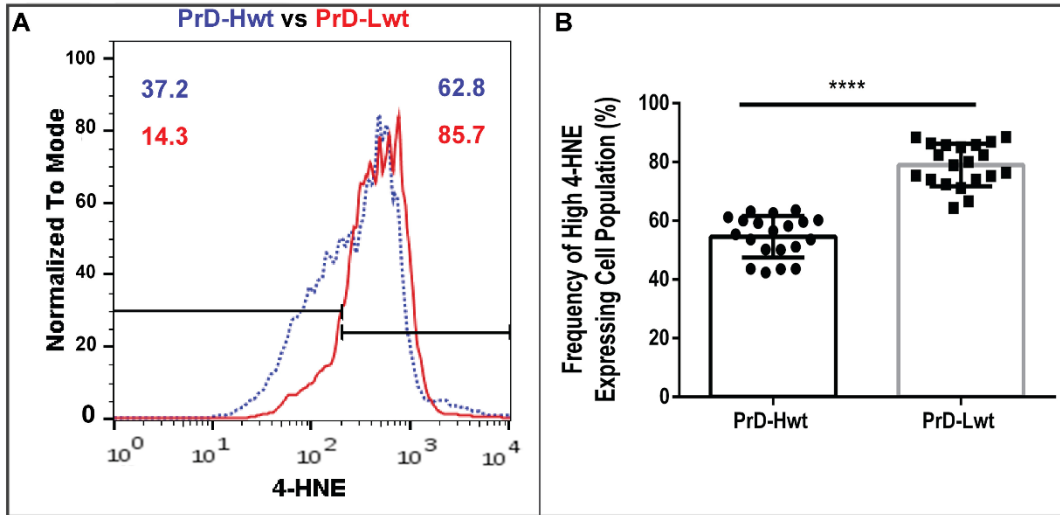 A
PrD-Hwt vs PrD-Lwt
Normalized To Mode
100
80
60
40
20
0
37.2
62.8
14.3
85.7
10^0
10^1
10^2
10^3
10^4
4-HNE
B
****
Frequency of High 4-HNE
Expressing Cell Population (%)
100
80
60
40
20
0
PrD-Hwt
PrD-Lwt